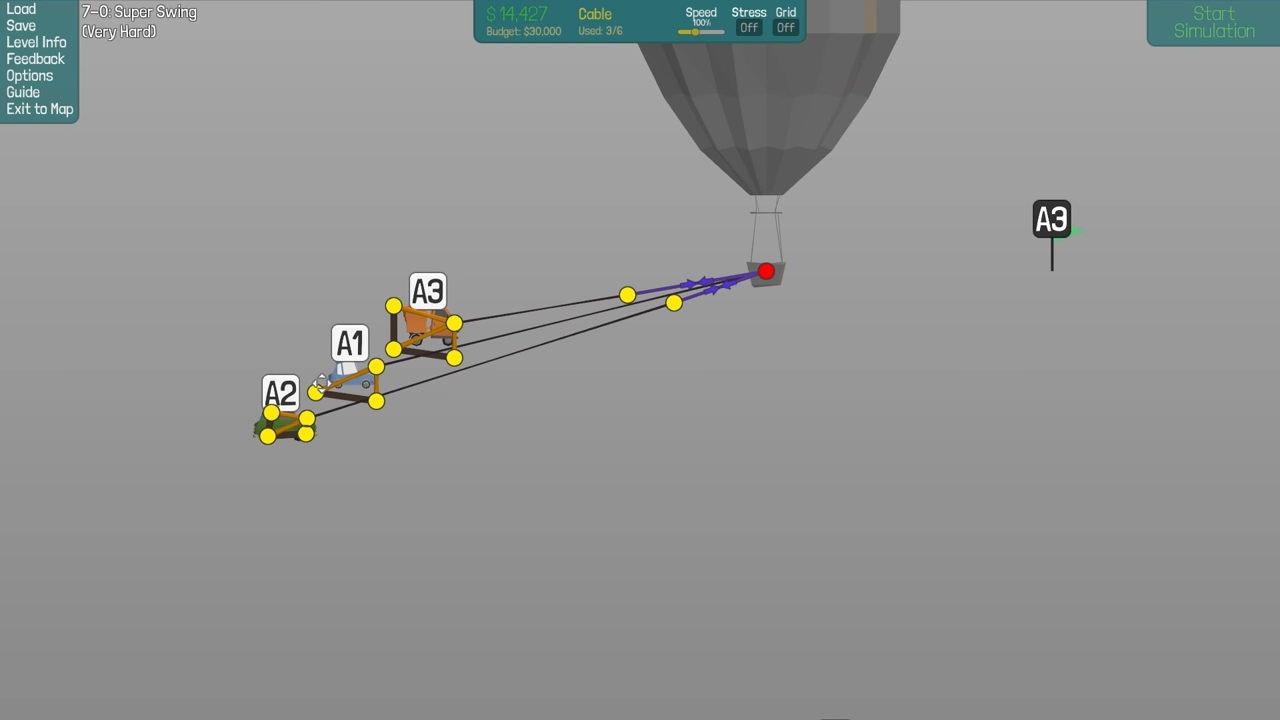 Load
Save
Level Info
Feedback
Options
Guide
Exit to Map
7-0: Super Swing
(Very Hard)
$ 14,427
Budget: $30,000
Cable
Used: 3/6
Speed
100%
Stress
Off
Grid
Off
Start
Simulation
A3
A3
A1
A2